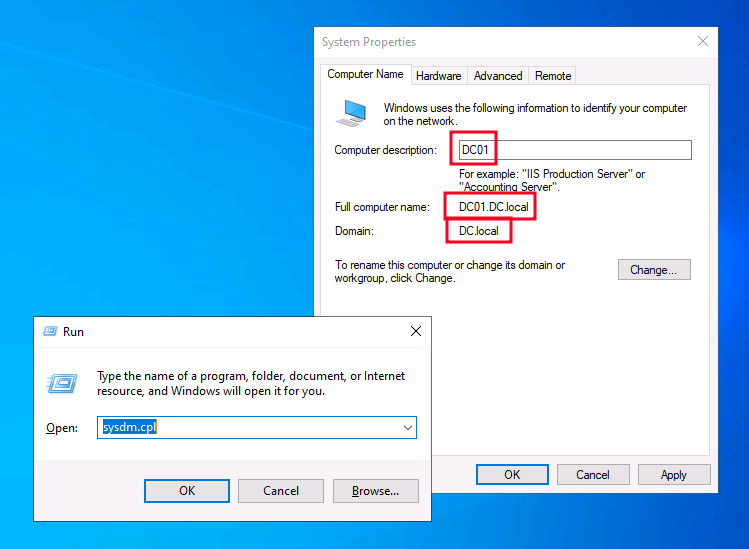 System Properties
Computer Name
Hardware
Advanced
Remote
Windows uses the following information to identify your computer
on the network.
Computer description:
DC01
For example: "IIS Production Server" or
"Accounting Server".
Full computer name:
DC01.DC.local
Domain:
DC.local
To rename this computer or change its domain or
workgroup, click Change.
Change...
OK
Cancel
Apply
Run
Type the name of a program, folder, document, or Internet
resource, and Windows will open it for you.
Open:
sysdm.cpl
OK
Cancel
Browse...